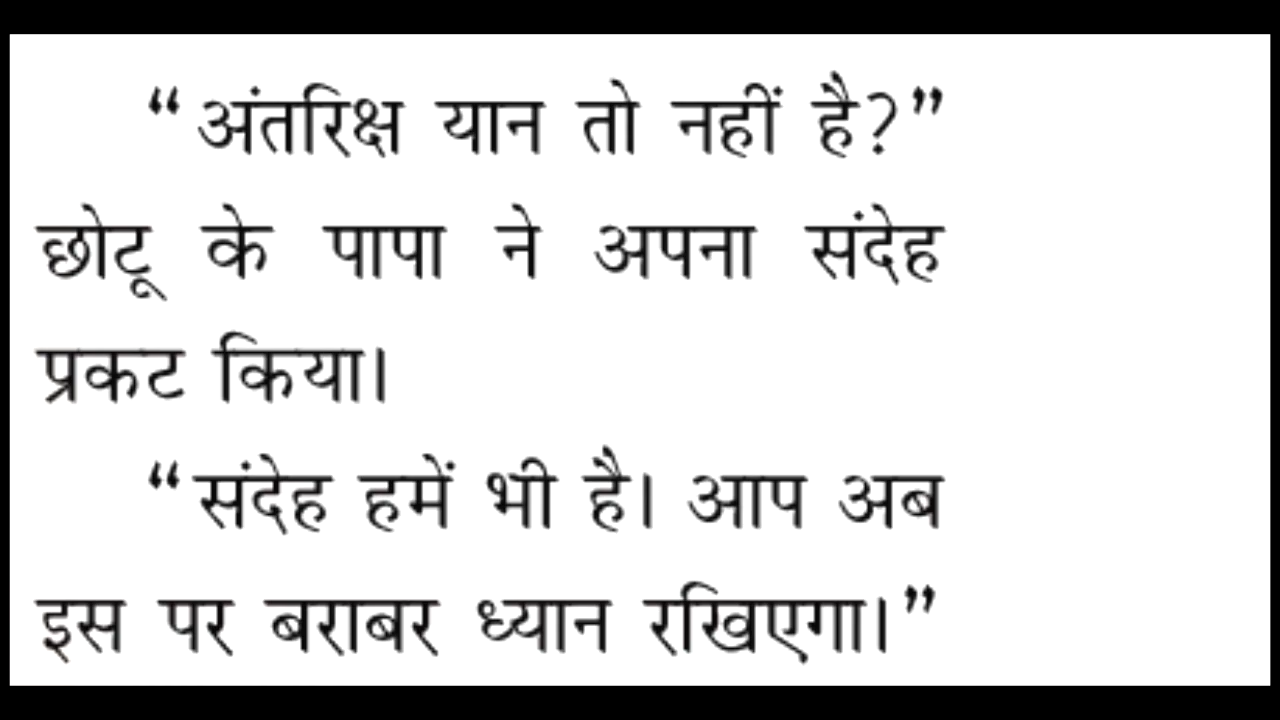 “अंतरिक्ष यान तो नहीं है?”
छोटू के पापा ने अपना संदेह
प्रकट किया।
“संदेह हमें भी है। आप अब
इस पर बराबर ध्यान रखिएगा।”